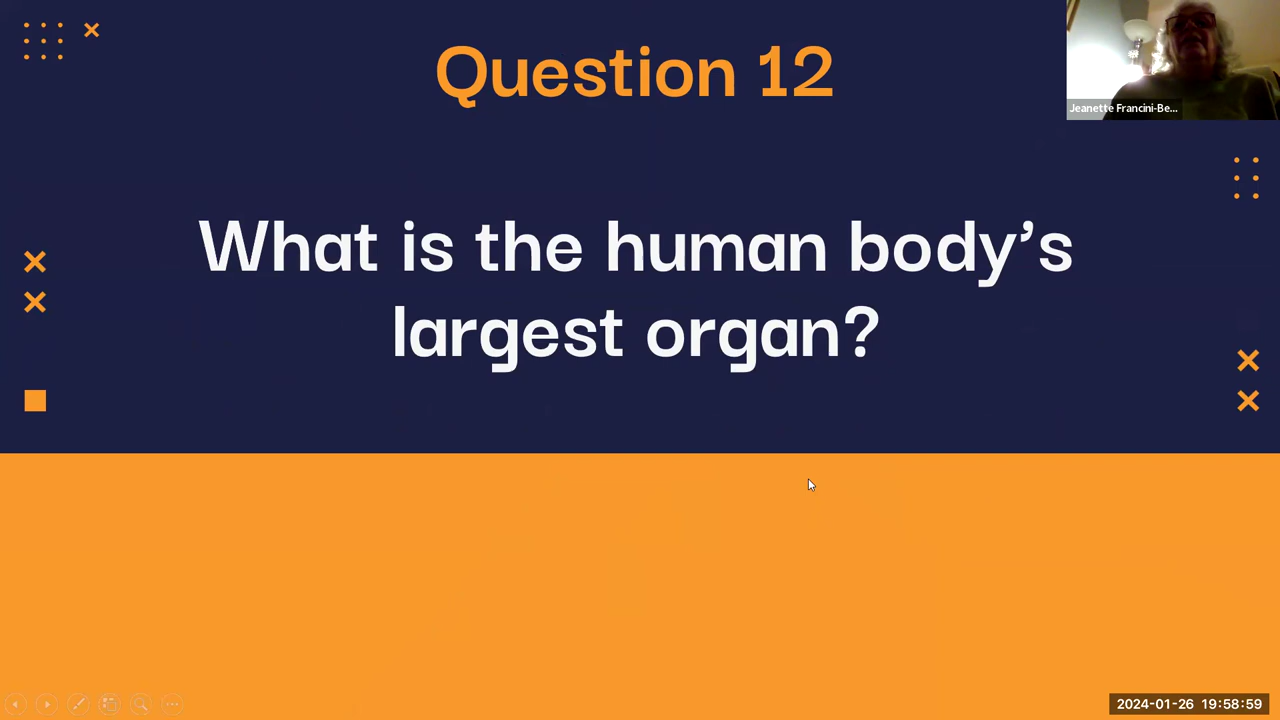 Question 12
Jeanette Francini-Be...
What is the human body’s
largest organ?
2024-01-26 19:58:59